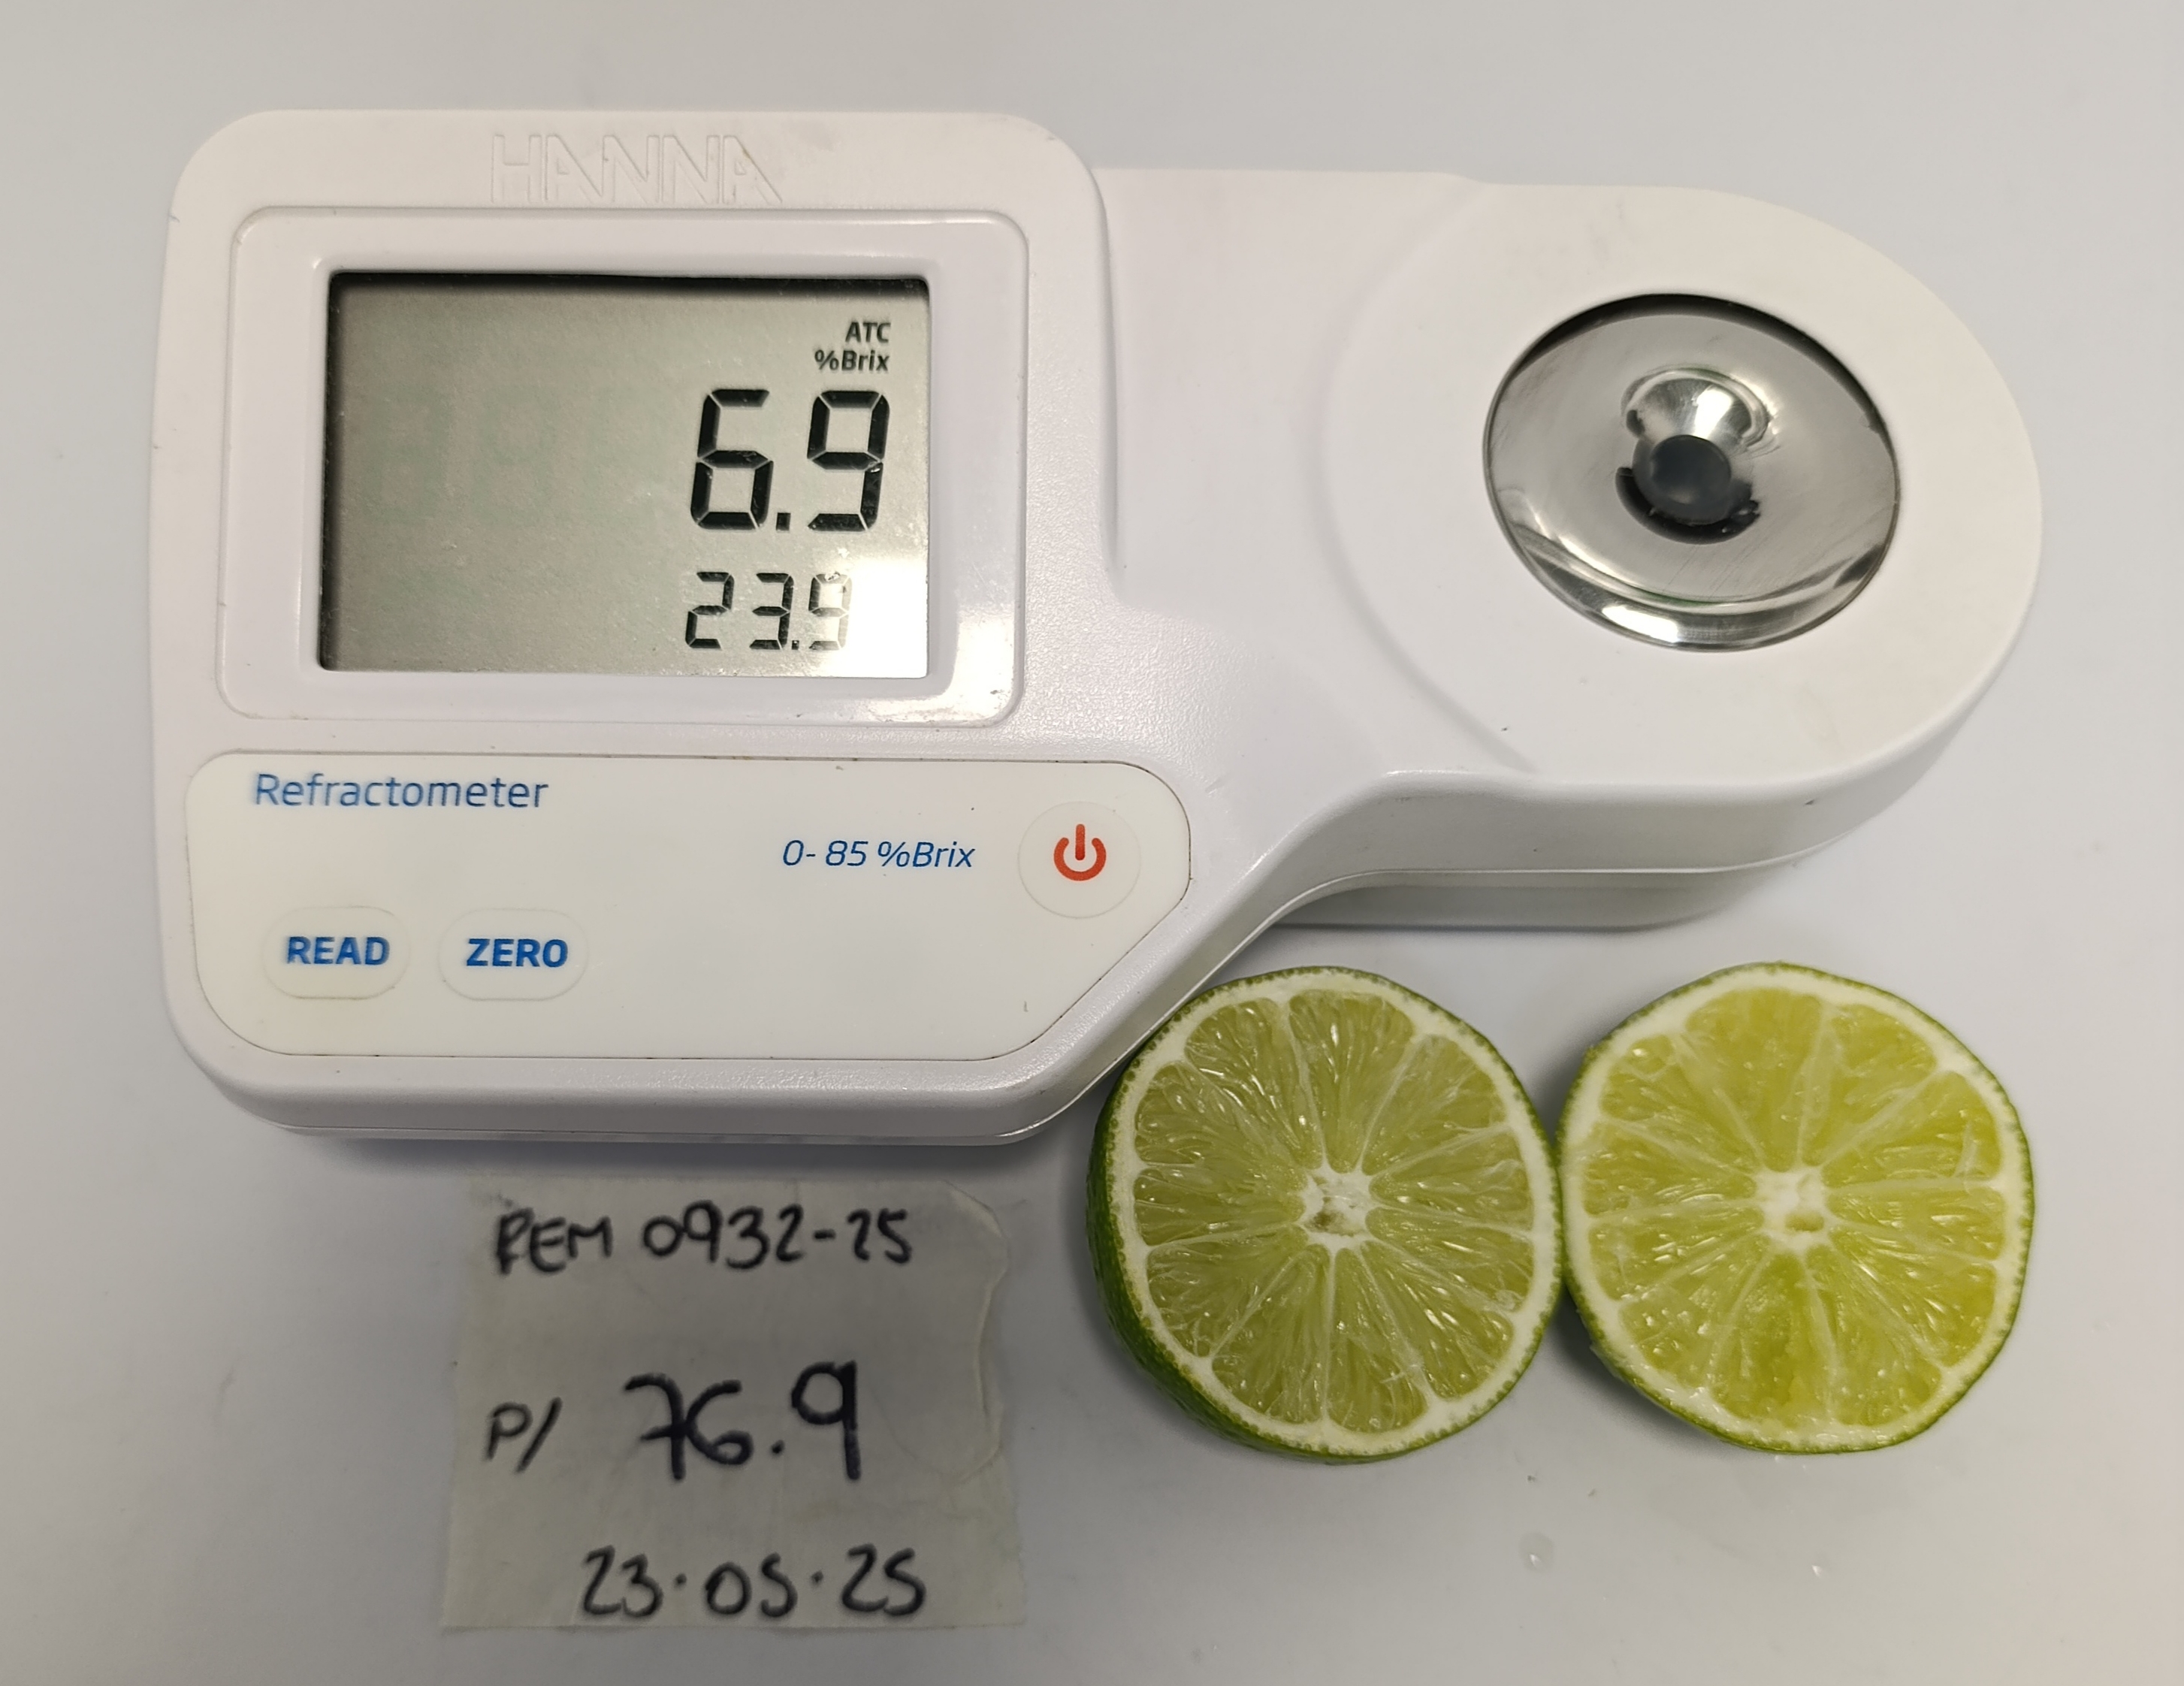 HANNA
ATC
%Brix
6.9
23.9
Refractometer
0-85 %Brix
READ ZERO
REM 0932-25
P/ 76.9
23.05.25